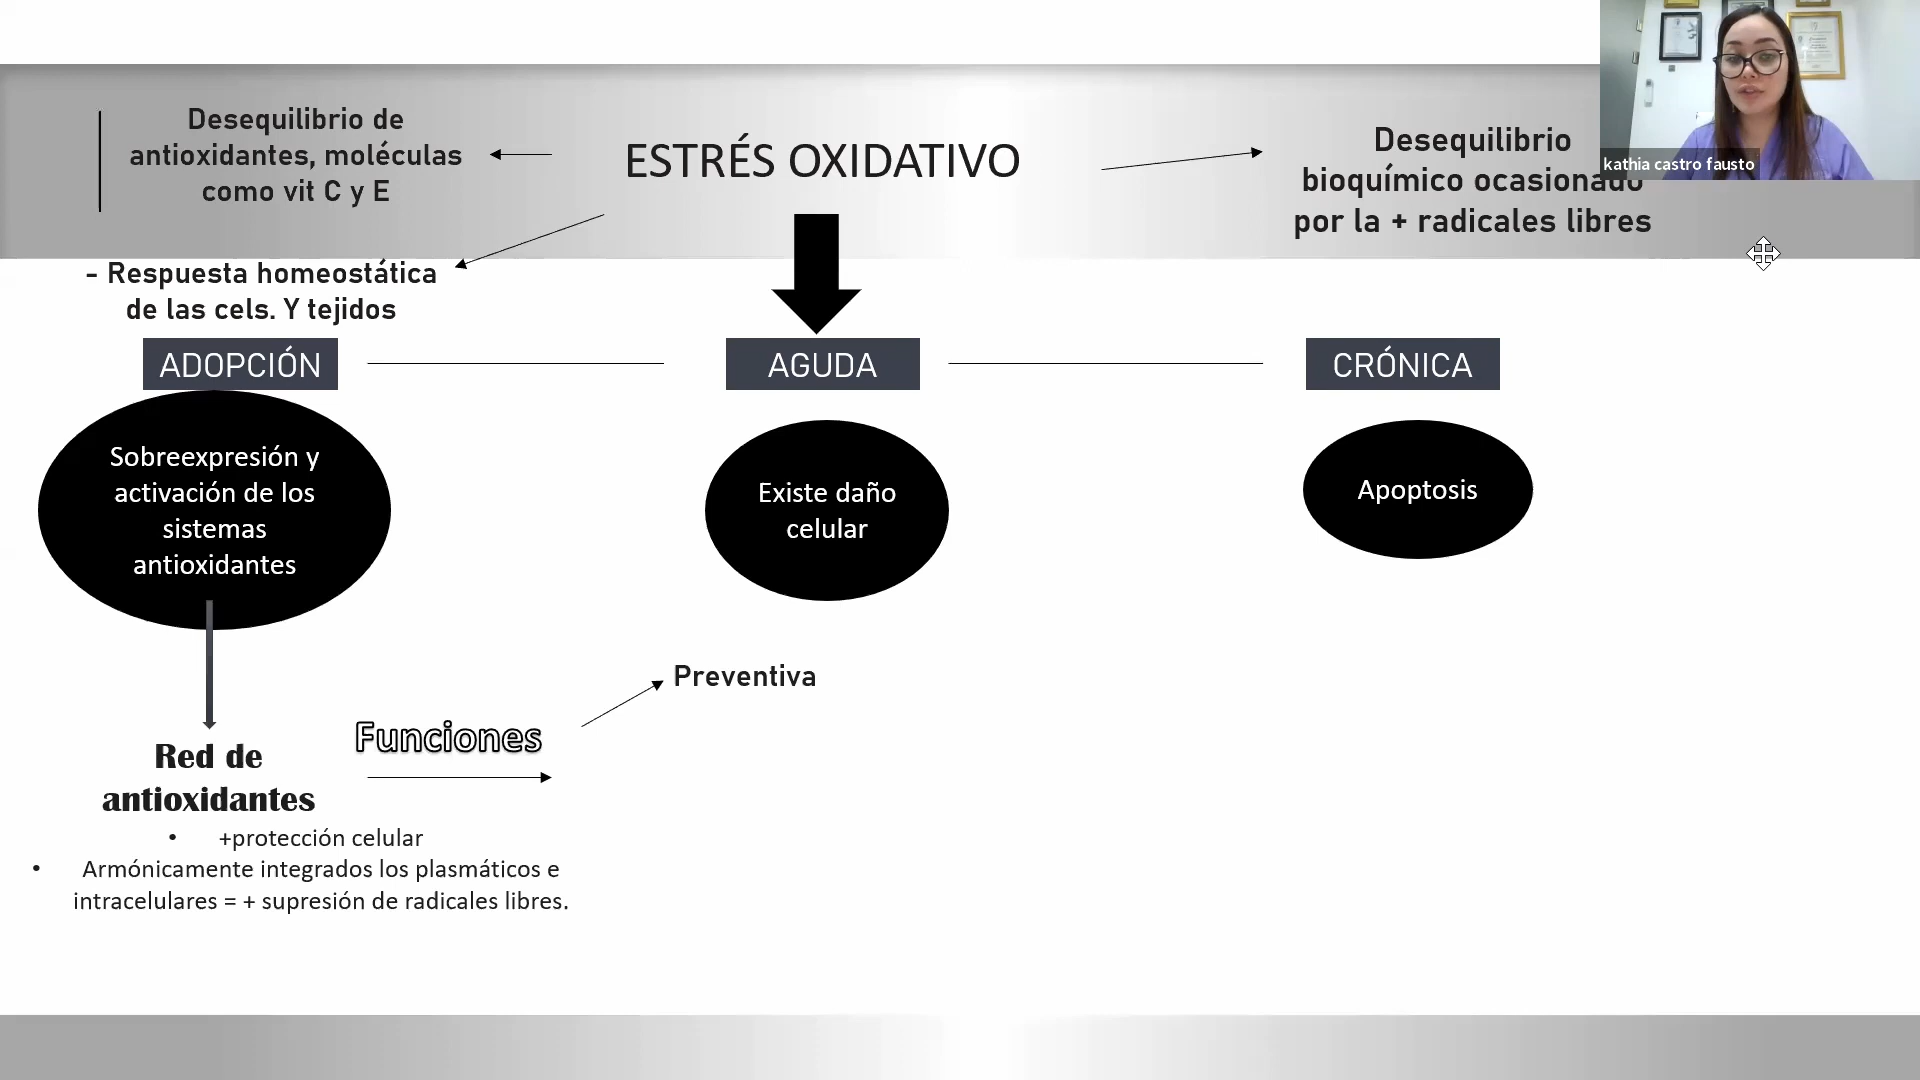 Desequilibrio de
antioxidantes, moléculas
como vit C y E
ESTRÉS OXIDATIVO
Desequilibrio
bioquímico ocasionado
por la + radicales libres
kathia castro fausto
- Respuesta homeostática
de las cels. Y tejidos
ADOPCIÓN
AGUDA
CRÓNICA
Sobreexpresión y
activación de los
sistemas
antioxidantes
Existe daño
celular
Apoptosis
Preventiva
Funciones
Red de
antioxidantes
• +protección celular
• Armónicamente integrados los plasmáticos e
intracelulares = + supresión de radicales libres.